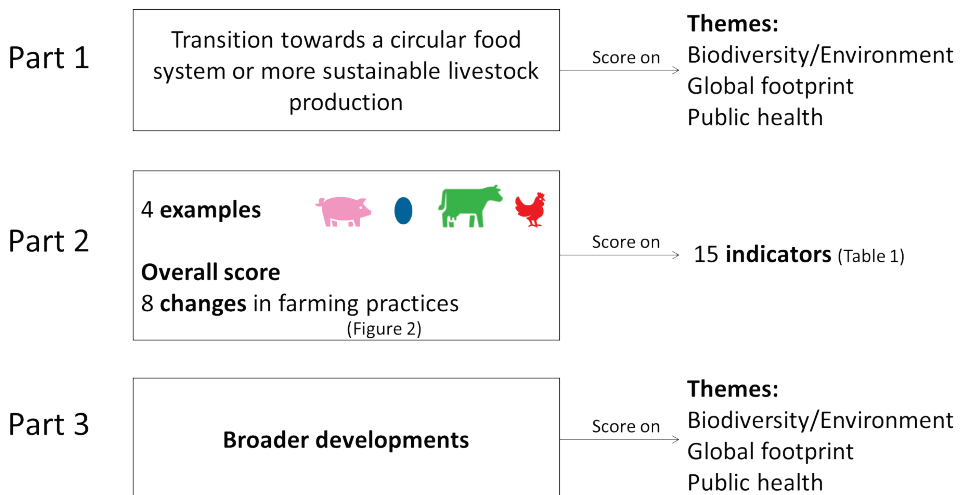 Part 1
Transition towards a circular food
system or more sustainable livestock
production
Score on
Themes:
Biodiversity/Environment
Global footprint
Public health
Part 2
4 examples
Overall score
8 changes in farming practices
(Figure 2)
Score on
15 indicators (Table 1)
Part 3
Broader developments
Score on
Themes:
Biodiversity/Environment
Global footprint
Public health